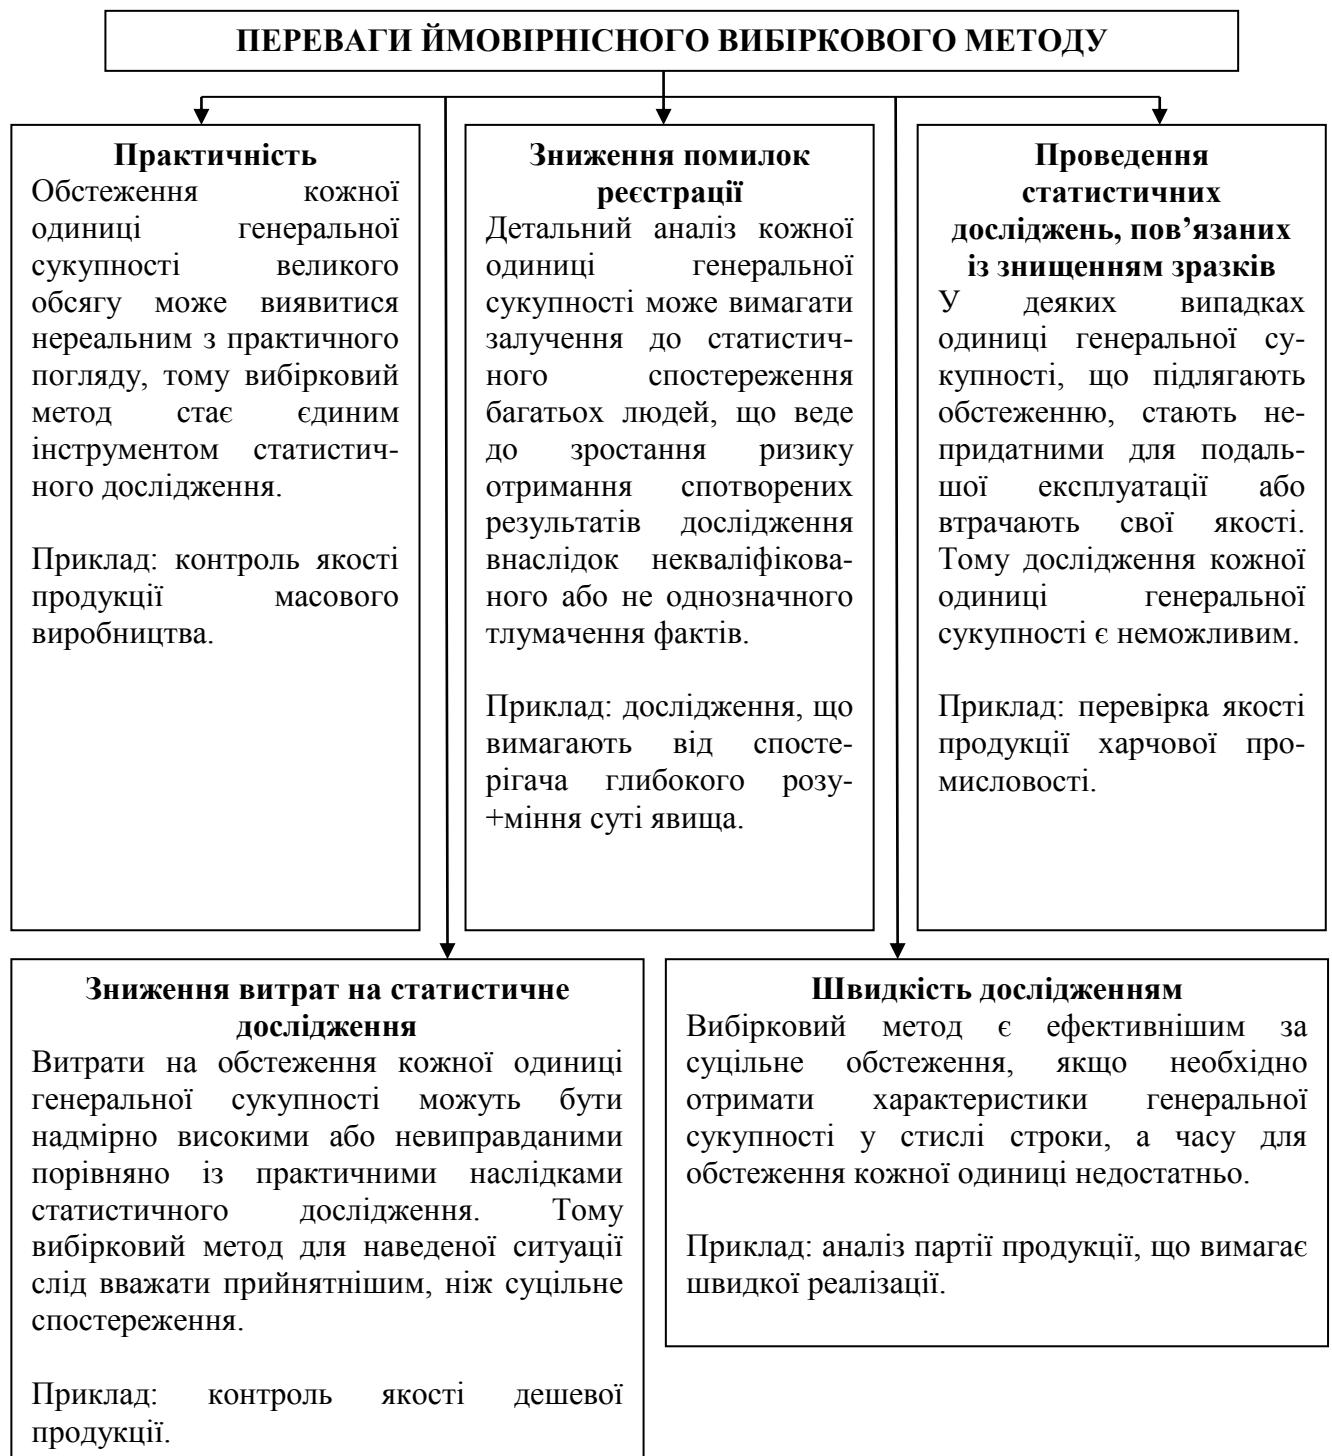 ПЕРЕВАГИ ЙМОВІРНІСНОГО ВИБІРКОВОГО МЕТОДУ
Практичність
Обстеження кожної
одиниці генеральної
сукупності великого
обсягу може виявитися
нереальним з практичного
погляду, тому вибірковий
метод стає єдиним
інструментом статистич-
ного дослідження.
Приклад: контроль якості
продукції масового
виробництва.
Зниження помилок
реєстрації
Детальний аналіз кожної
одиниці генеральної
сукупності може вимагати
залучення до статистич-
ного спостереження
багатьох людей, що веде
до зростання ризику
отримання спотворених
результатів дослідження
внаслідок некваліфікова-
ного або не однозначного
тлумачення фактів.
Приклад: дослідження, що
вимагають від спосте-
рігача глибокого розу-
+міння суті явища.
Проведення
статистичних
досліджень, пов’язаних
із знищенням зразків
У деяких випадках
одиниці генеральної су-
купності, що підлягають
обстеженню, стають не-
придатними для подаль-
шої експлуатації або
втрачають свої якості.
Тому дослідження кожної
одиниці генеральної
сукупності є неможливим.
Приклад: перевірка якості
продукції харчової про-
мисловості.
Зниження витрат на статистичне
дослідження
Витрати на обстеження кожної одиниці
генеральної сукупності можуть бути
надмірно високими або невиправданими
порівняно із практичними наслідками
статистичного дослідження. Тому
вибірковий метод для наведеної ситуації
слід вважати прийнятнішим, ніж суцільне
спостереження.
Приклад: контроль якості дешевої
продукції.
Швидкість дослідженням
Вибірковий метод є ефективнішим за
суцільне обстеження, якщо необхідно
отримати характеристики генеральної
сукупності у стислі строки, а часу для
обстеження кожної одиниці недостатньо.
Приклад: аналіз партії продукції, що вимагає
швидкої реалізації.